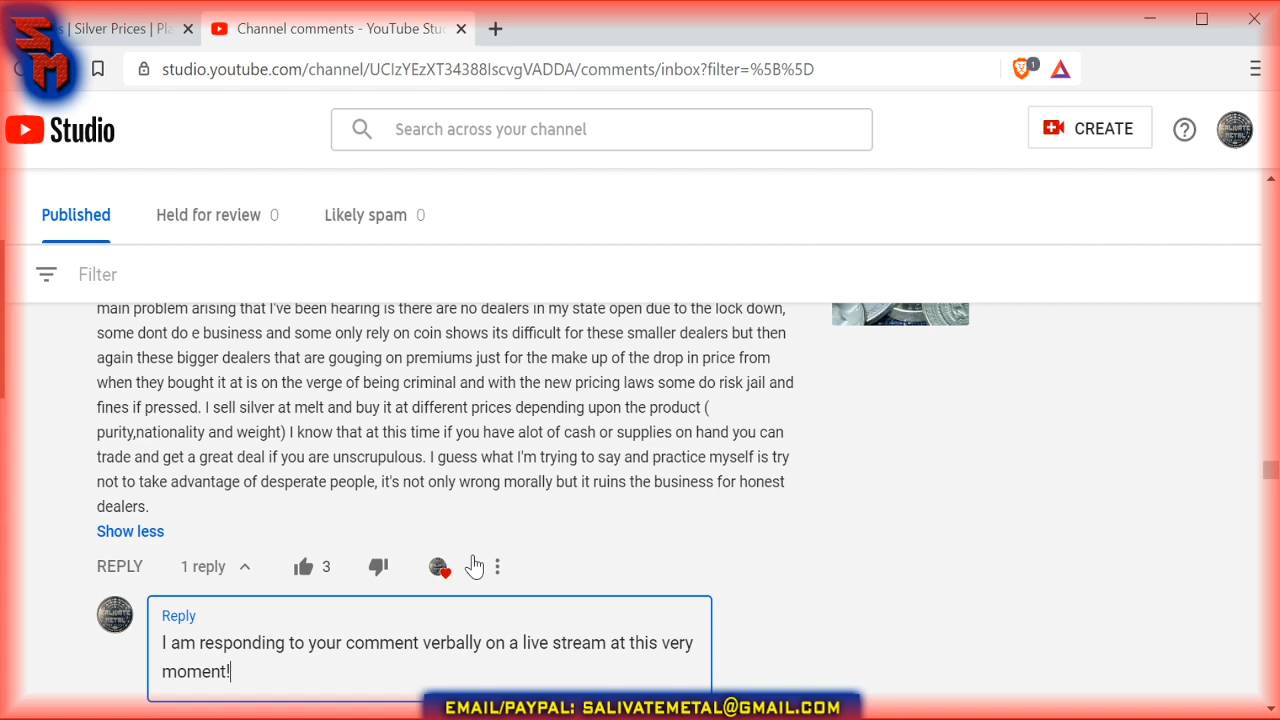 SM
s | Silver Prices | Pla
Channel comments - YouTube Stud
studio.youtube.com/channel/UCIzYEzXT34388IscvgVADDA/comments/inbox?filter=%5B%5D
1
Studio
Search across your channel
CREATE
Published
Held for review 0
Likely spam 0
Filter
main problem arising that I've been hearing is there are no dealers in my state open due to the lock down,
some dont do e business and some only rely on coin shows its difficult for these smaller dealers but then
again these bigger dealers that are gouging on premiums just for the make up of the drop in price from
when they bought it at is on the verge of being criminal and with the new pricing laws some do risk jail and
fines if pressed. I sell silver at melt and buy it at different prices depending upon the product (
purity,nationality and weight) I know that at this time if you have alot of cash or supplies on hand you can
trade and get a great deal if you are unscrupulous. I guess what I'm trying to say and practice myself is try
not to take advantage of desperate people, it's not only wrong morally but it ruins the business for honest
dealers.
Show less
REPLY
1 reply
3
Reply
I am responding to your comment verbally on a live stream at this very
moment!
EMAIL/PAYPAL: SALIVATEMETAL@GMAIL.COM